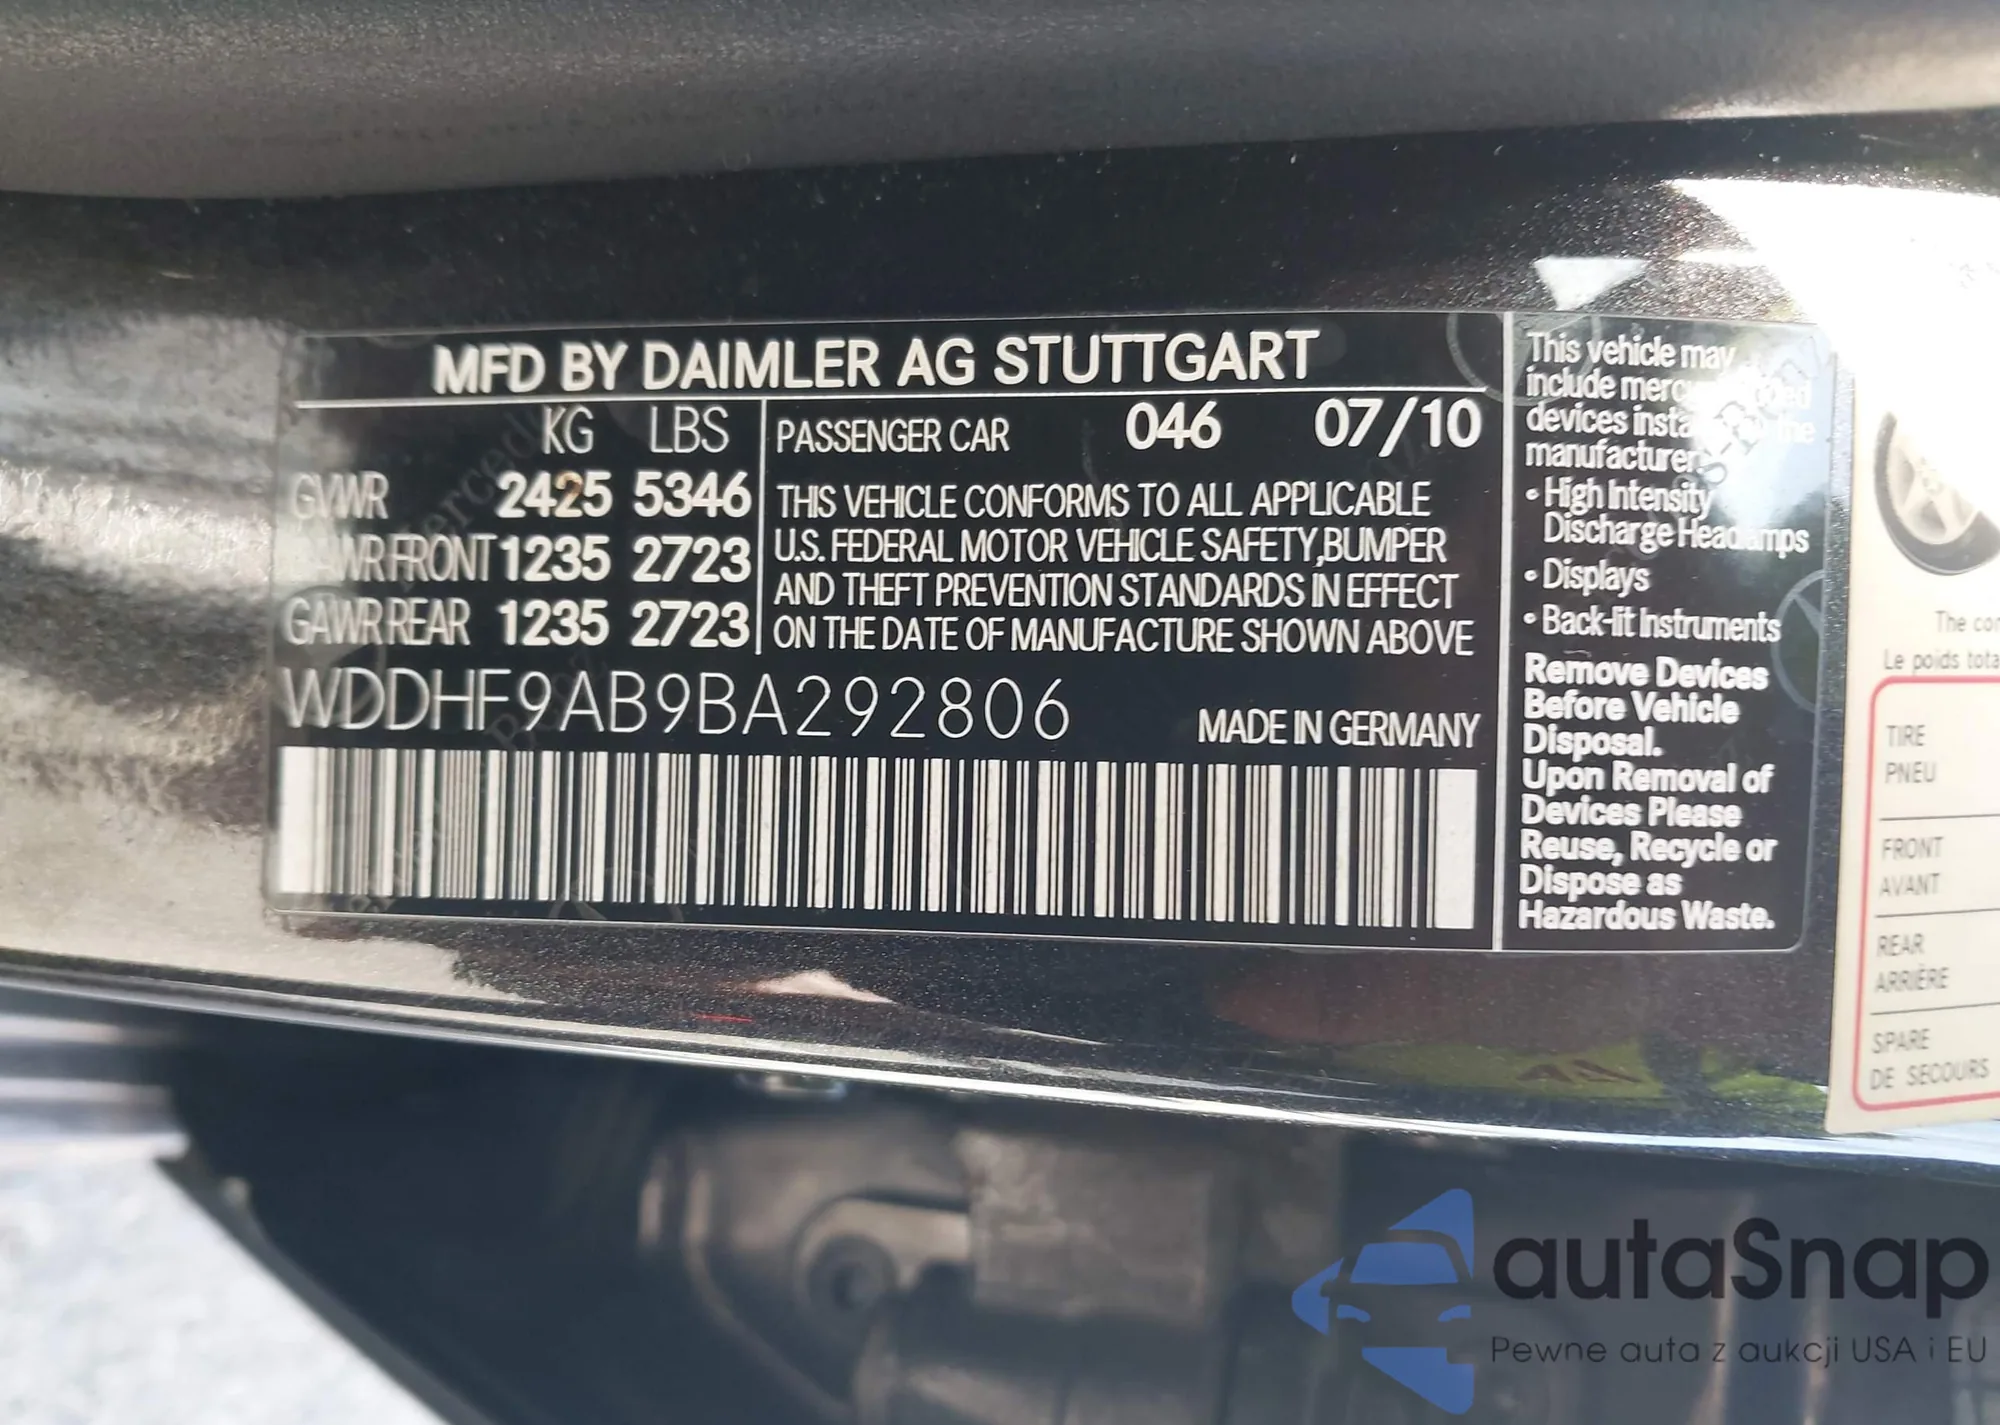 MFD BY DAIMLER AG STUTTGART
KG LBS
GVWR 2425 5346
GAWR FRONT 1235 2723
GAWR REAR 1235 2723
PASSENGER CAR 046 07/10
THIS VEHICLE CONFORMS TO ALL APPLICABLE
U.S. FEDERAL MOTOR VEHICLE SAFETY,BUMPER
AND THEFT PREVENTION STANDARDS IN EFFECT
ON THE DATE OF MANUFACTURE SHOWN ABOVE
WDDHF9AB9BA292806
MADE IN GERMANY
This vehicle may
include
devices the
manufacturer
• High Intensity
Discharge Headlamps
• Displays
• Back-lit Instruments
Remove Devices
Before Vehicle
Disposal.
Upon Removal of
Devices Please
Reuse, Recycle or
Dispose as
Hazardous Waste.
The
Le poids
TIRE
PNEU
FRONT
AVANT
REAR
ARRIÈRE
SPARE
DE SECOURS
autaSnap
Pewne auta z aukcji USA i EU